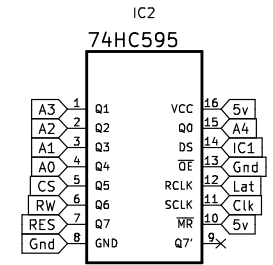 IC2
74HC595
A3 1 Q1 VCC 16 5v
A2 2 Q2 Q0 15 A4
A1 3 Q3 DS 14 IC1
A0 4 Q4 OE 13 Gnd
CS 5 Q5 RCLK 12 Lat
RW 6 Q6 SCLK 11 Clk
RES 7 Q7 MR 10 5v
Gnd 8 GND Q7' 9